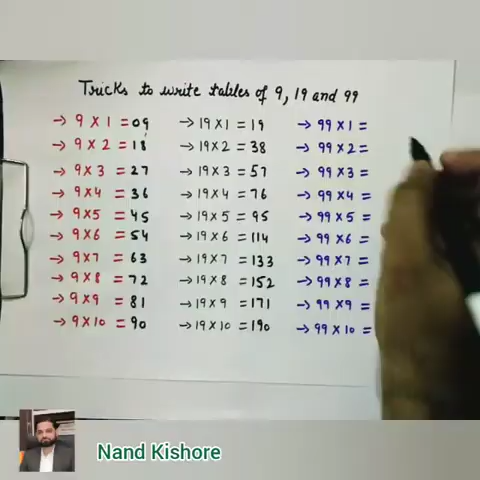 Tricks to write tables of 9, 19 and 99
→ 9 X 1 = 09 → 19 X 1 = 19 → 99 X 1 =
→ 9 X 2 = 18 → 19 X 2 = 38 → 99 X 2 =
→ 9 X 3 = 27 → 19 X 3 = 57 → 99 X 3 =
→ 9 X 4 = 36 → 19 X 4 = 76 → 99 X 4 =
→ 9 X 5 = 45 → 19 X 5 = 95 → 99 X 5 =
→ 9 X 6 = 54 → 19 X 6 = 114 → 99 X 6 =
→ 9 X 7 = 63 → 19 X 7 = 133 → 99 X 7 =
→ 9 X 8 = 72 → 19 X 8 = 152 → 99 X 8 =
→ 9 X 9 = 81 → 19 X 9 = 171 → 99 X 9 =
→ 9 X 10 = 90 → 19 X 10 = 190 → 99 X 10 =
Nand Kishore